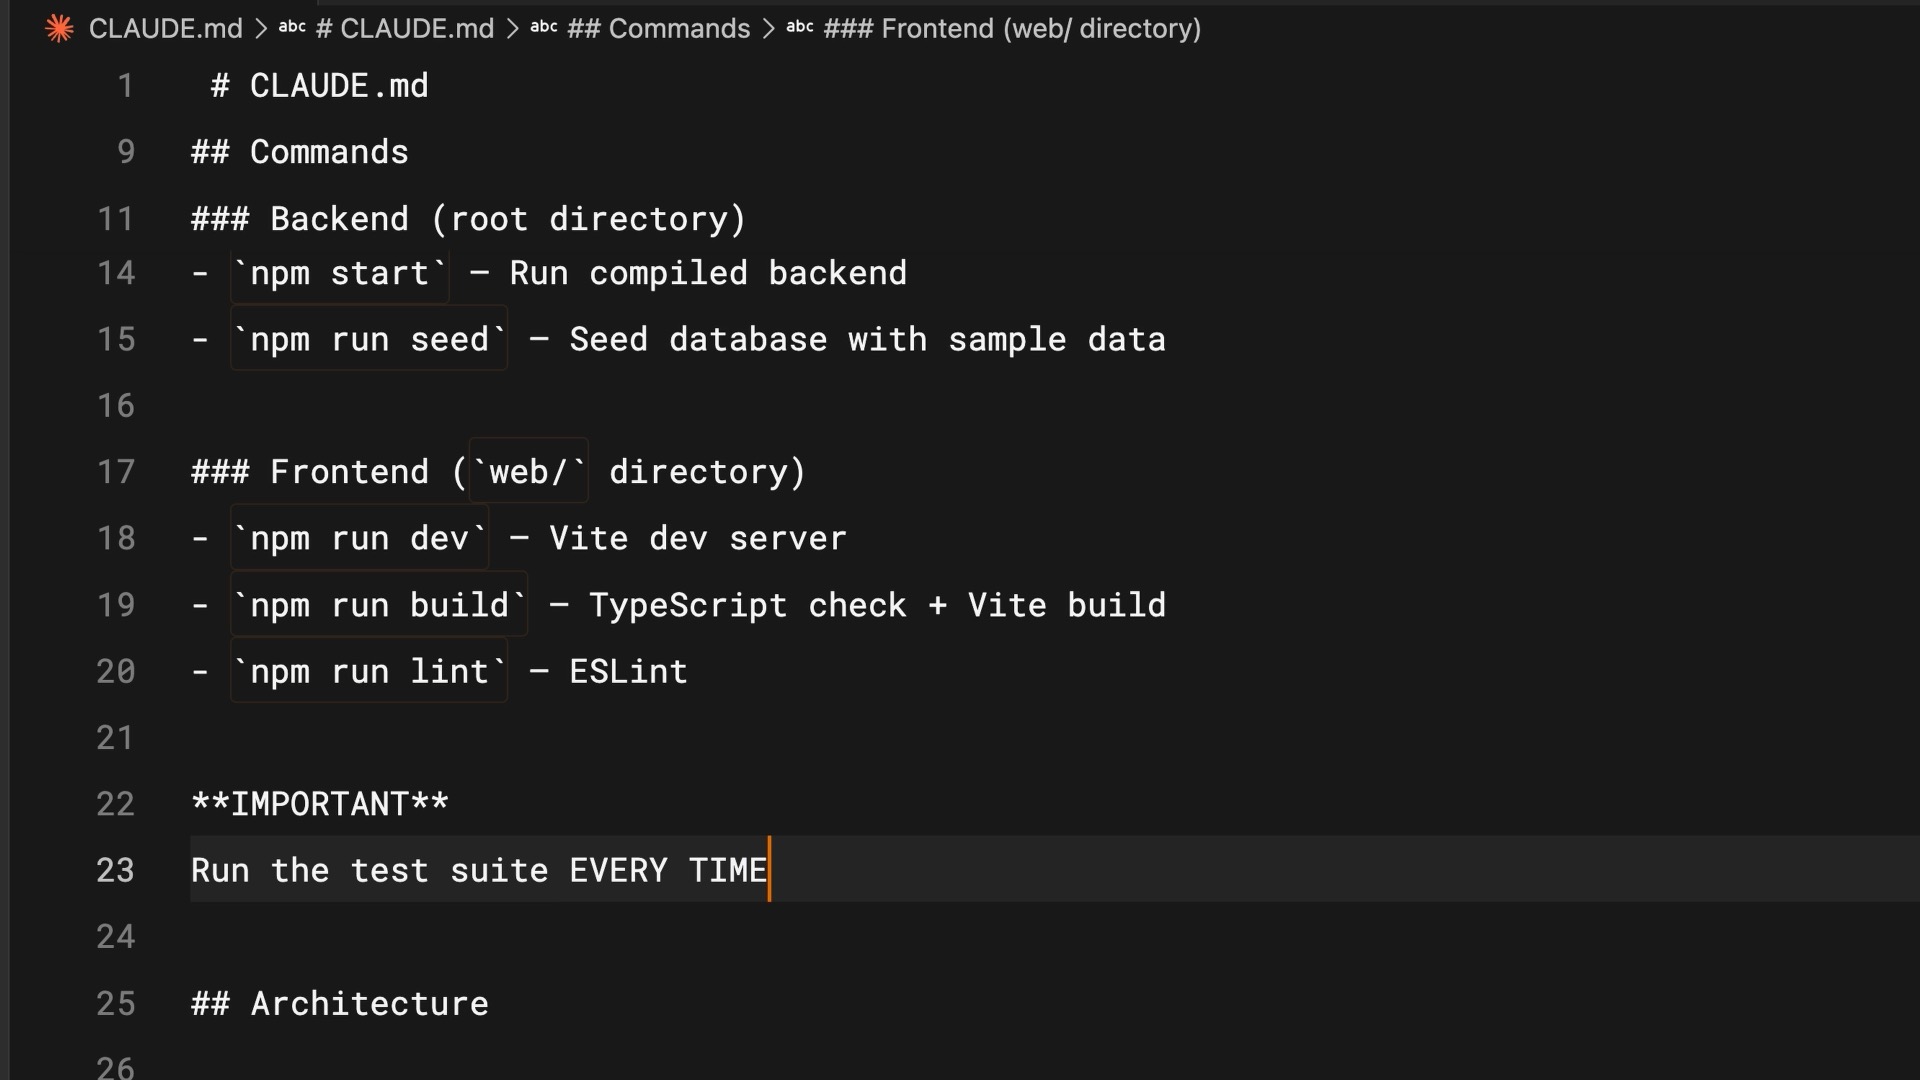 CLAUDE.md > abc # CLAUDE.md > abc ## Commands > abc ### Frontend (web/ directory)
1 # CLAUDE.md
9 ## Commands
11 ### Backend (root directory)
14 - `npm start` — Run compiled backend
15 - `npm run seed` — Seed database with sample data
16
17 ### Frontend (`web/` directory)
18 - `npm run dev` — Vite dev server
19 - `npm run build` — TypeScript check + Vite build
20 - `npm run lint` — ESLint
21
22 **IMPORTANT**
23 Run the test suite EVERY TIME
24
25 ## Architecture
26